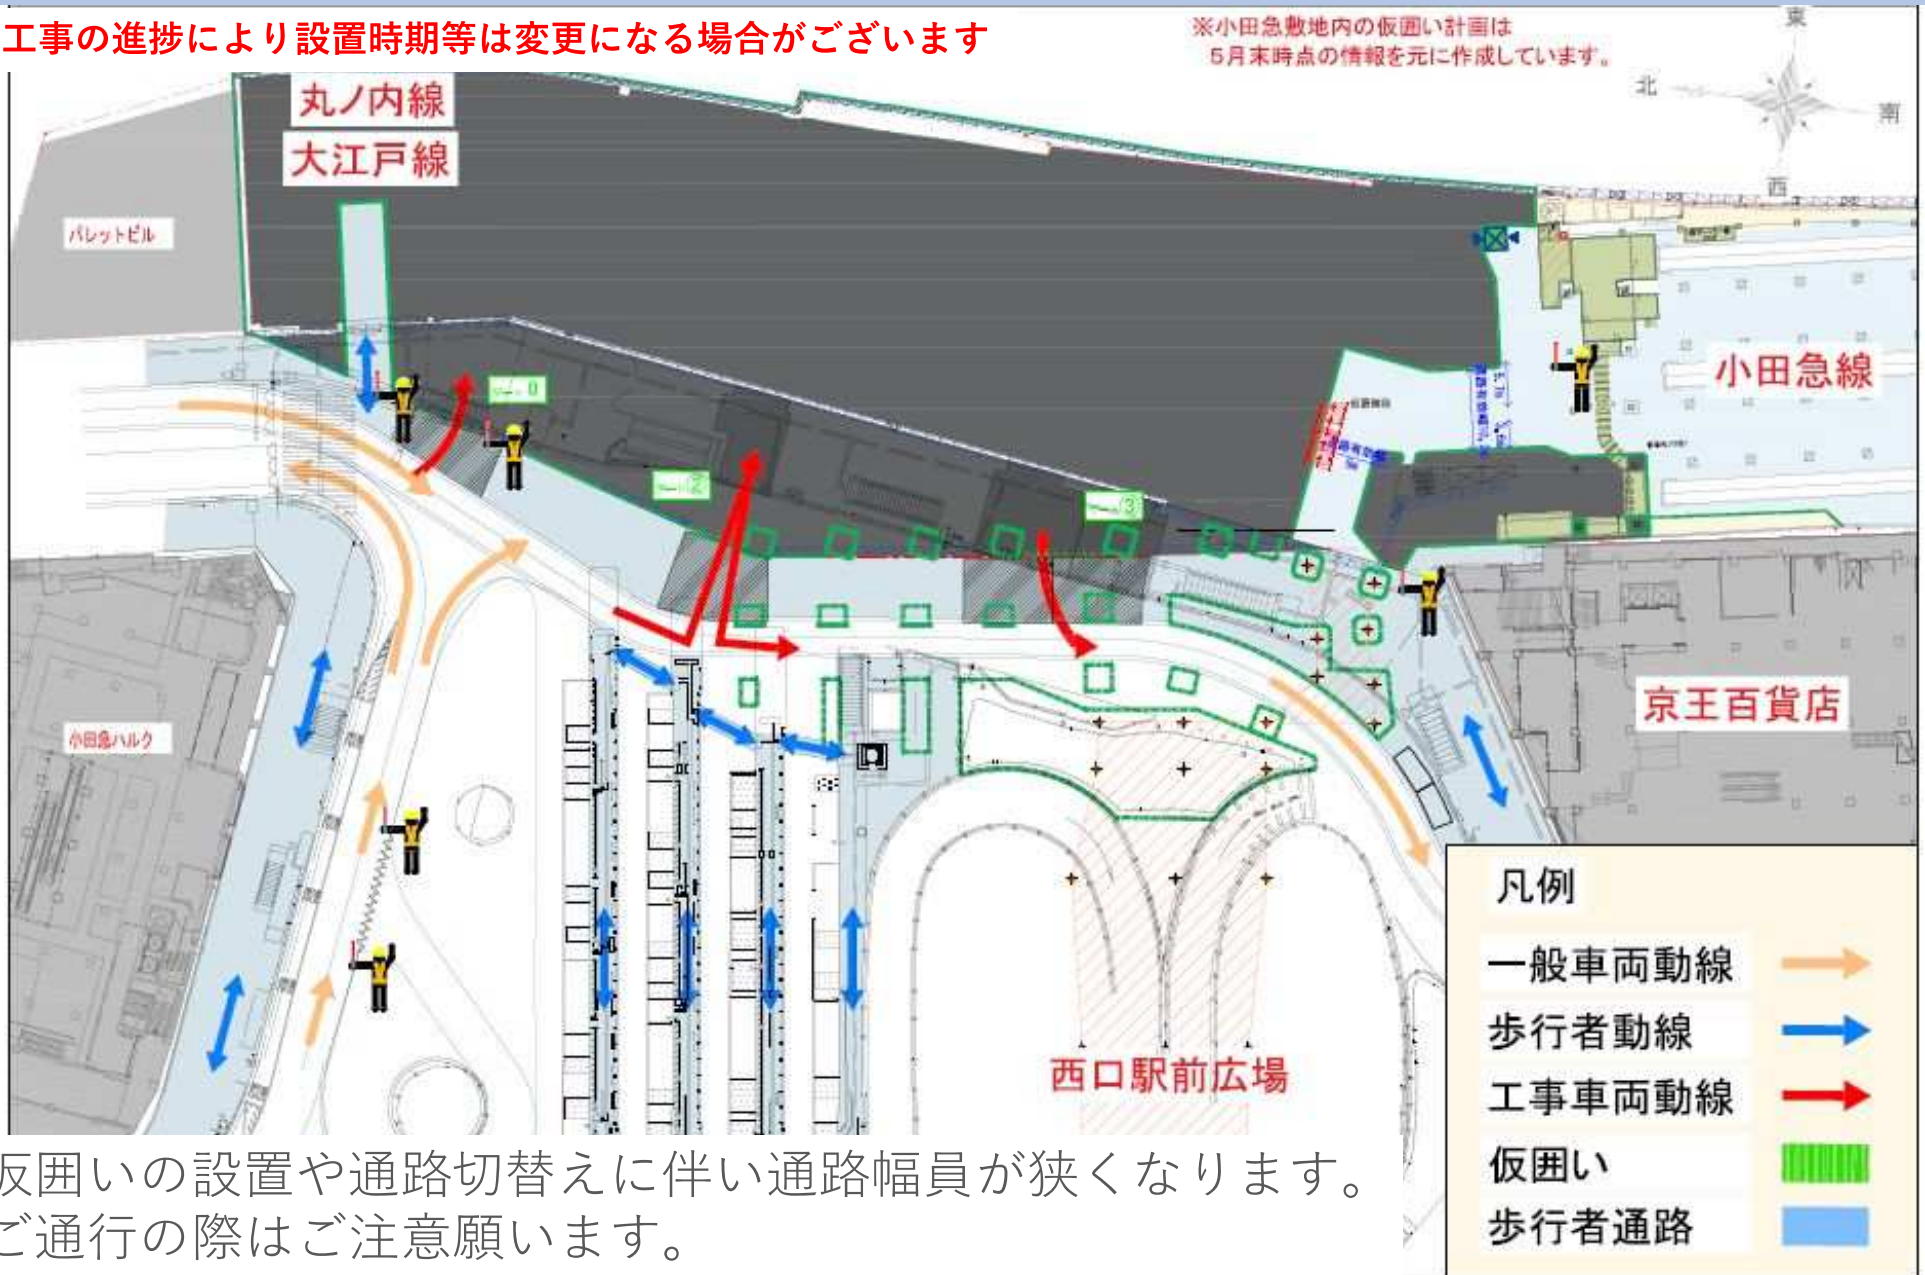 工事の進捗により設置時期等は変更になる場合がございます
※小田急敷地内の仮囲い計画は
5月末時点の情報を元に作成しています。
東
北
南
西
丸ノ内線
大江戸線
パレットビル
小田急線
小田急ハルク
京王百貨店
西口駅前広場
凡例
一般車両動線
歩行者動線
工事車両動線
仮囲い
歩行者通路
仮囲いの設置や通路切替えに伴い通路幅員が狭くなります。
ご通行の際はご注意願います。